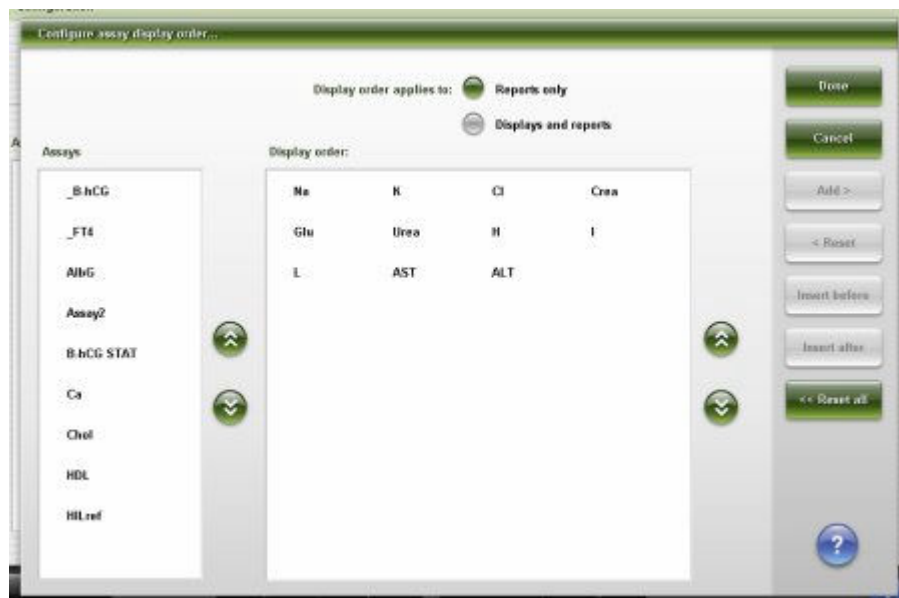 Configure assay display order...
Display order applies to: Reports only
Displays and reports
Assays
Display order:
_B-hCG
_FT4
AlbG
Assay2
B-hCG STAT
Ca
Chol
HDL
HILref
Na K Cl Crea
Glu Urea H I
L AST ALT
Done
Cancel
Add >
< Reset
Insert before
Insert after
<< Reset all
?